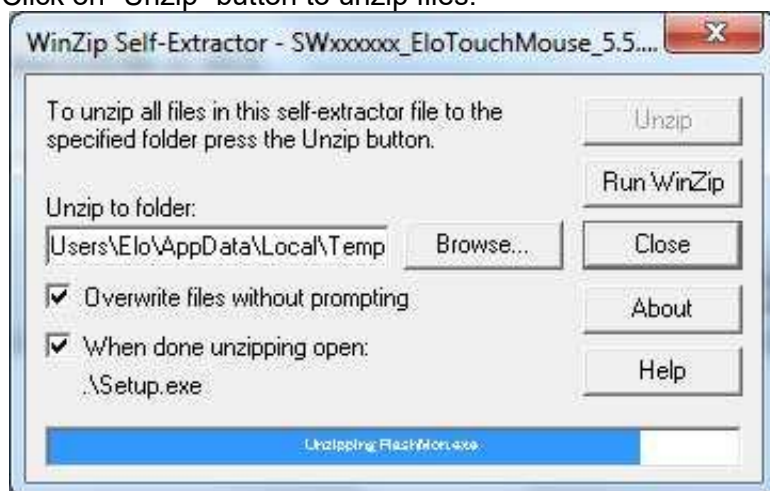 Click on "Unzip" button to unzip files.
WinZip Self-Extractor - SWxxxxxx_EloTouchMouse_5.5....
To unzip all files in this self-extractor file to the
specified folder press the Unzip button.
Unzip
Run WinZip
Unzip to folder:
Users\Elo\AppData\Local\Temp
Browse...
Close
Overwrite files without prompting
About
When done unzipping open:
.\Setup.exe
Help
Unzipping FlashMon.exe